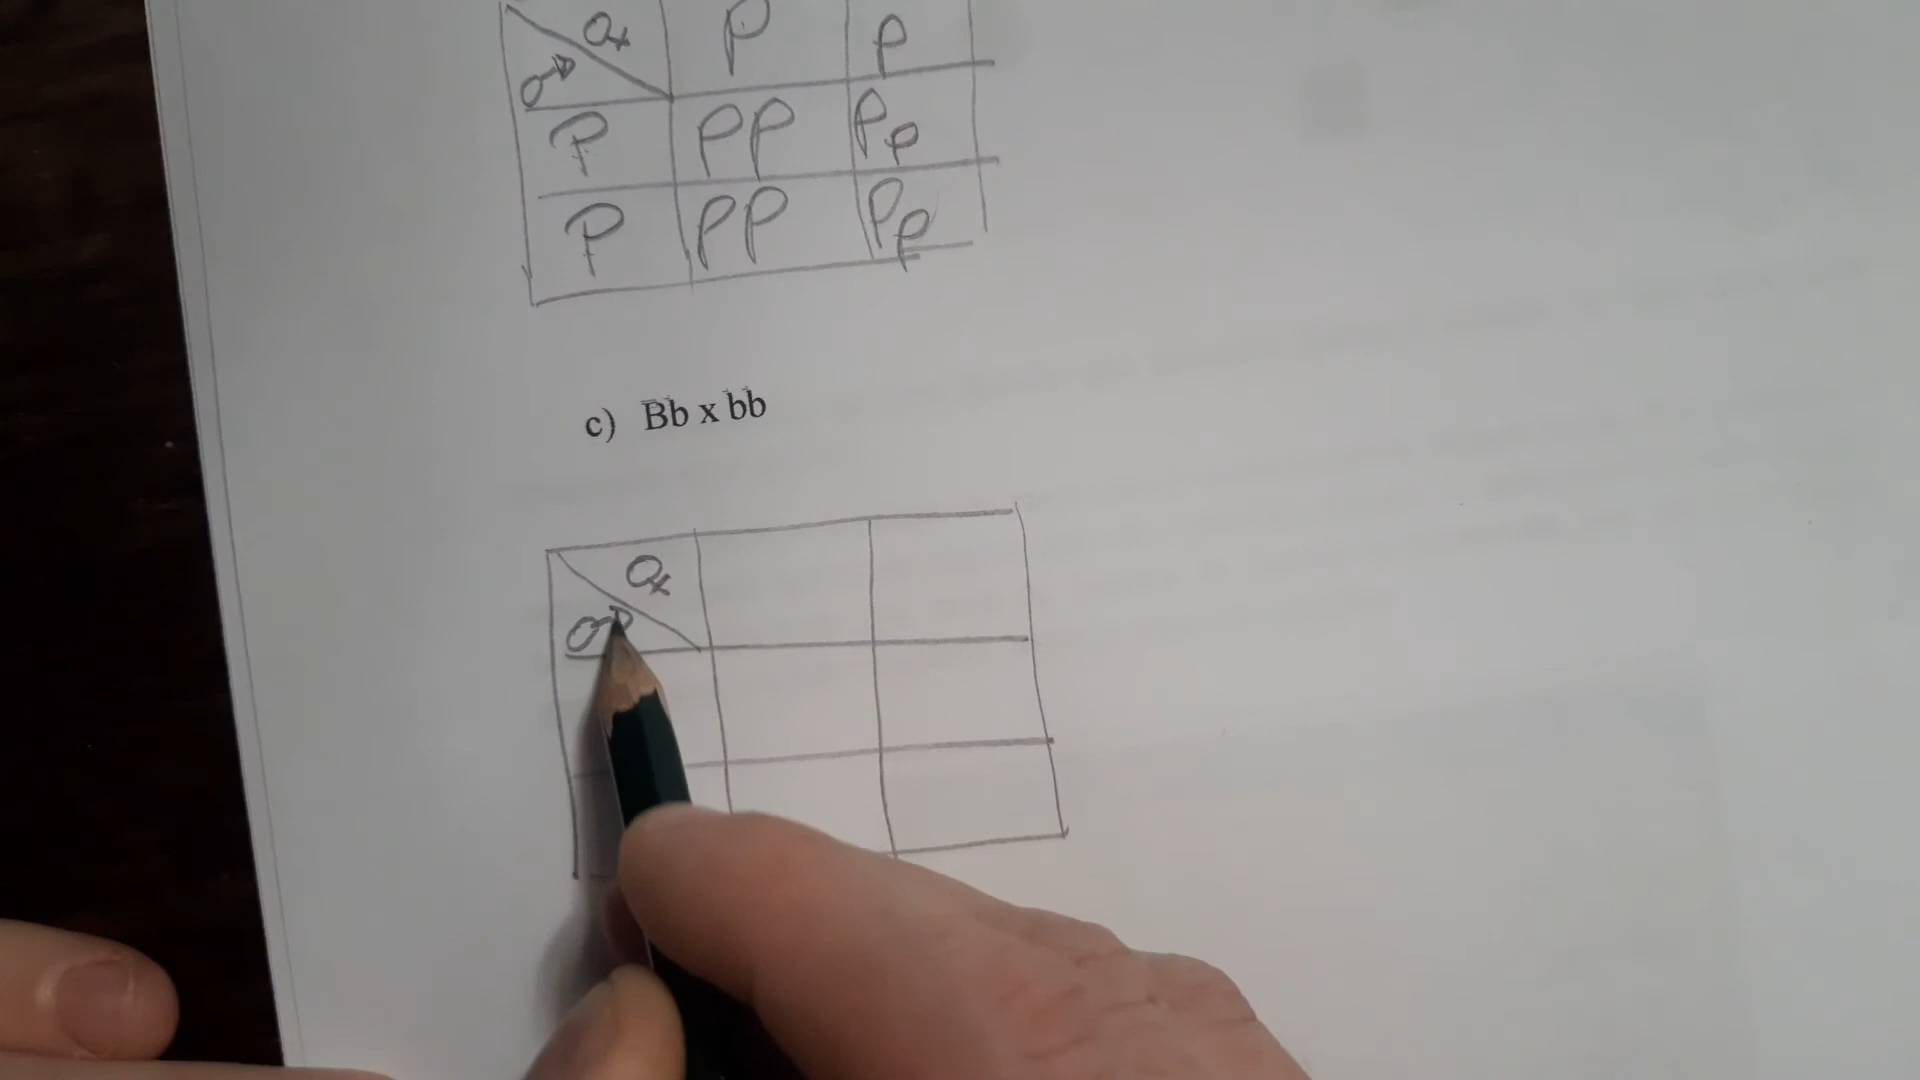 ♀ P p
♂
P PP Pp
P PP Pp
c) Bb x bb
♀
♂